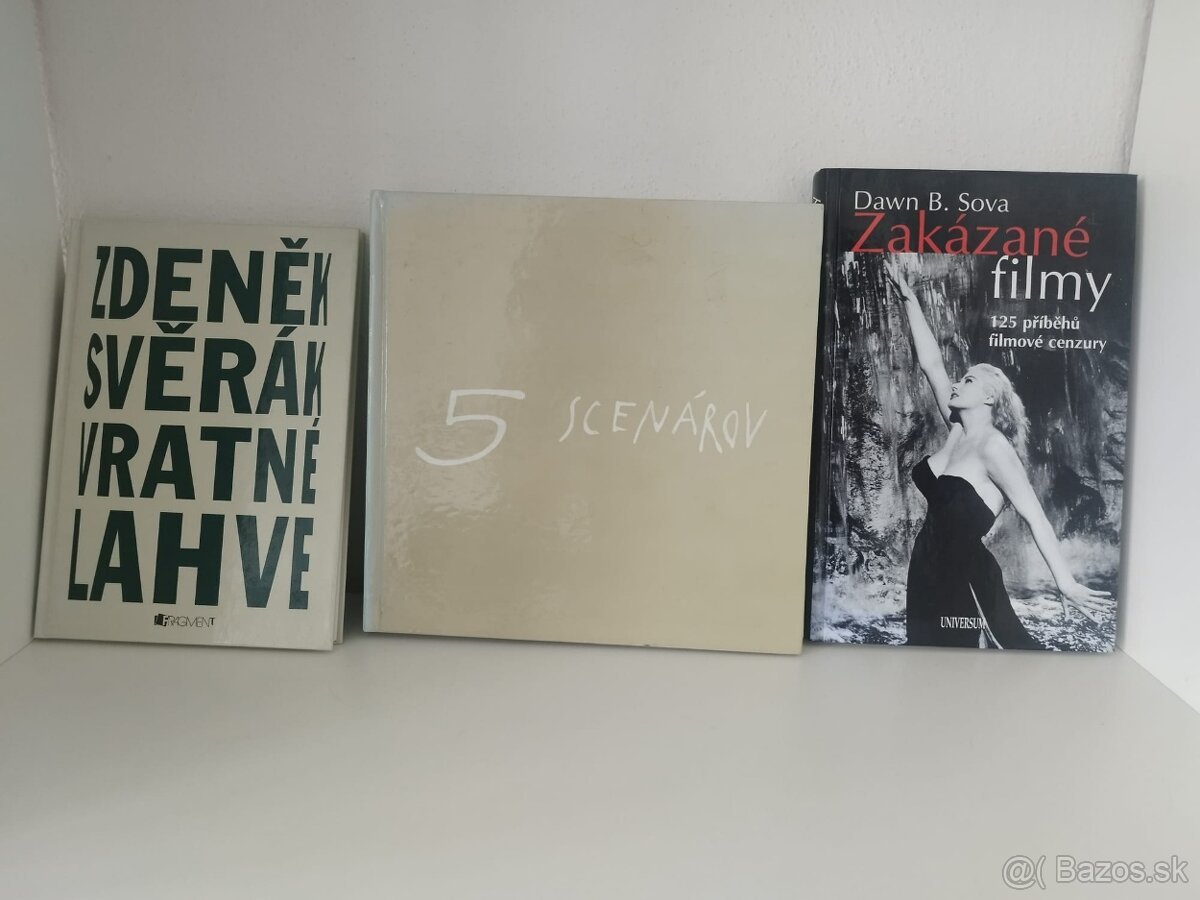 ZDENĚK
SVĚRÁK
VRATNÉ
LAHVE
FRAGMENT
5 SCENÁROV
Dawn B. Sova
Zakázané
filmy
125 příběhů
filmové cenzury
UNIVERSUM
@( Bazos.sk